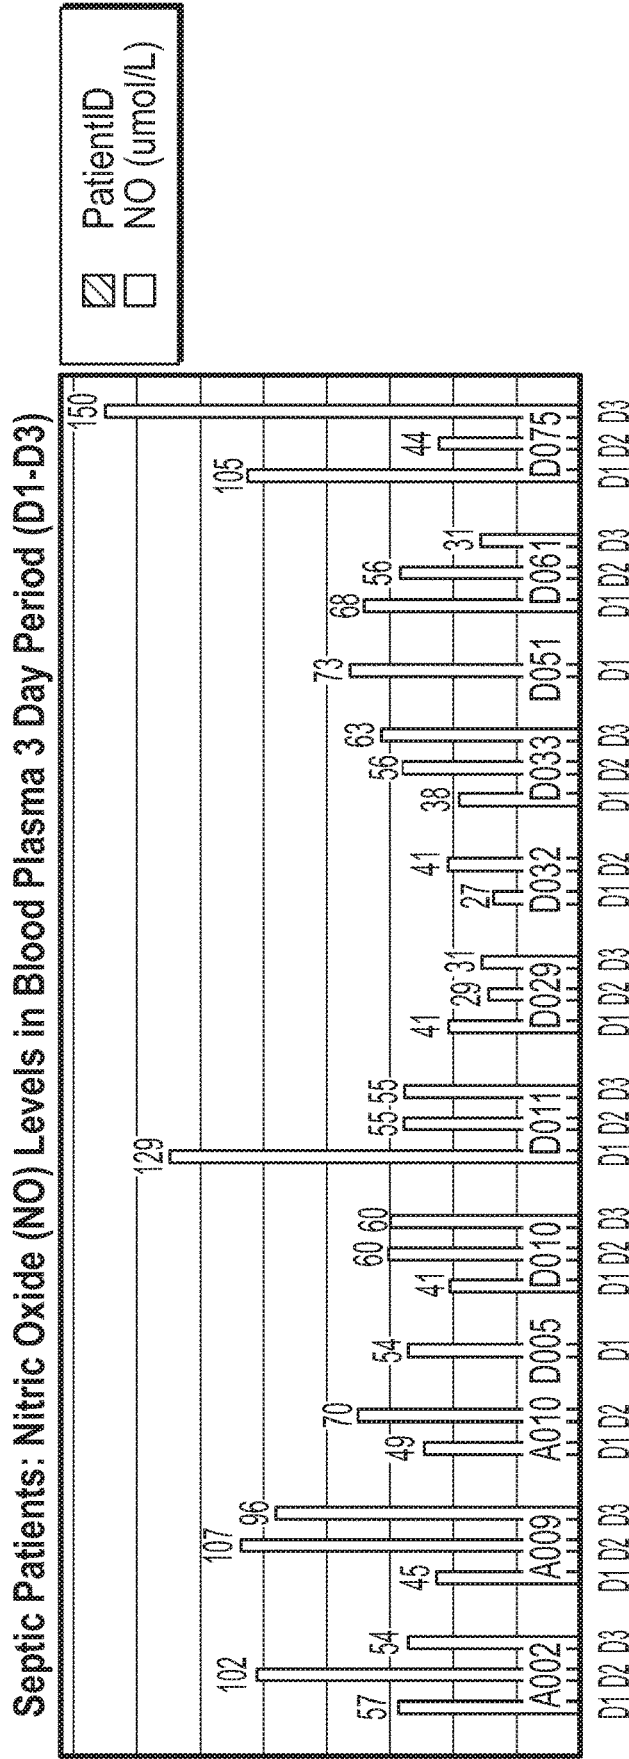 Septic Patients: Nitric Oxide (NO) Levels in Blood Plasma 3 Day Period (D1-D3)
PatientID
NO (umol/L)
57 102 54 45 107 96 49 70 54 41 60 60 129 55 55 41 29 31 27 41 38 56 63 73 68 56 31 105 44 150
A002 A009 A010 D005 D010 D011 D029 D032 D033 D051 D061 D075
D1 D2 D3 D1 D2 D3 D1 D2 D1 D1 D2 D3 D1 D2 D3 D1 D2 D3 D1 D2 D1 D2 D3 D1 D1 D2 D3 D1 D2 D3